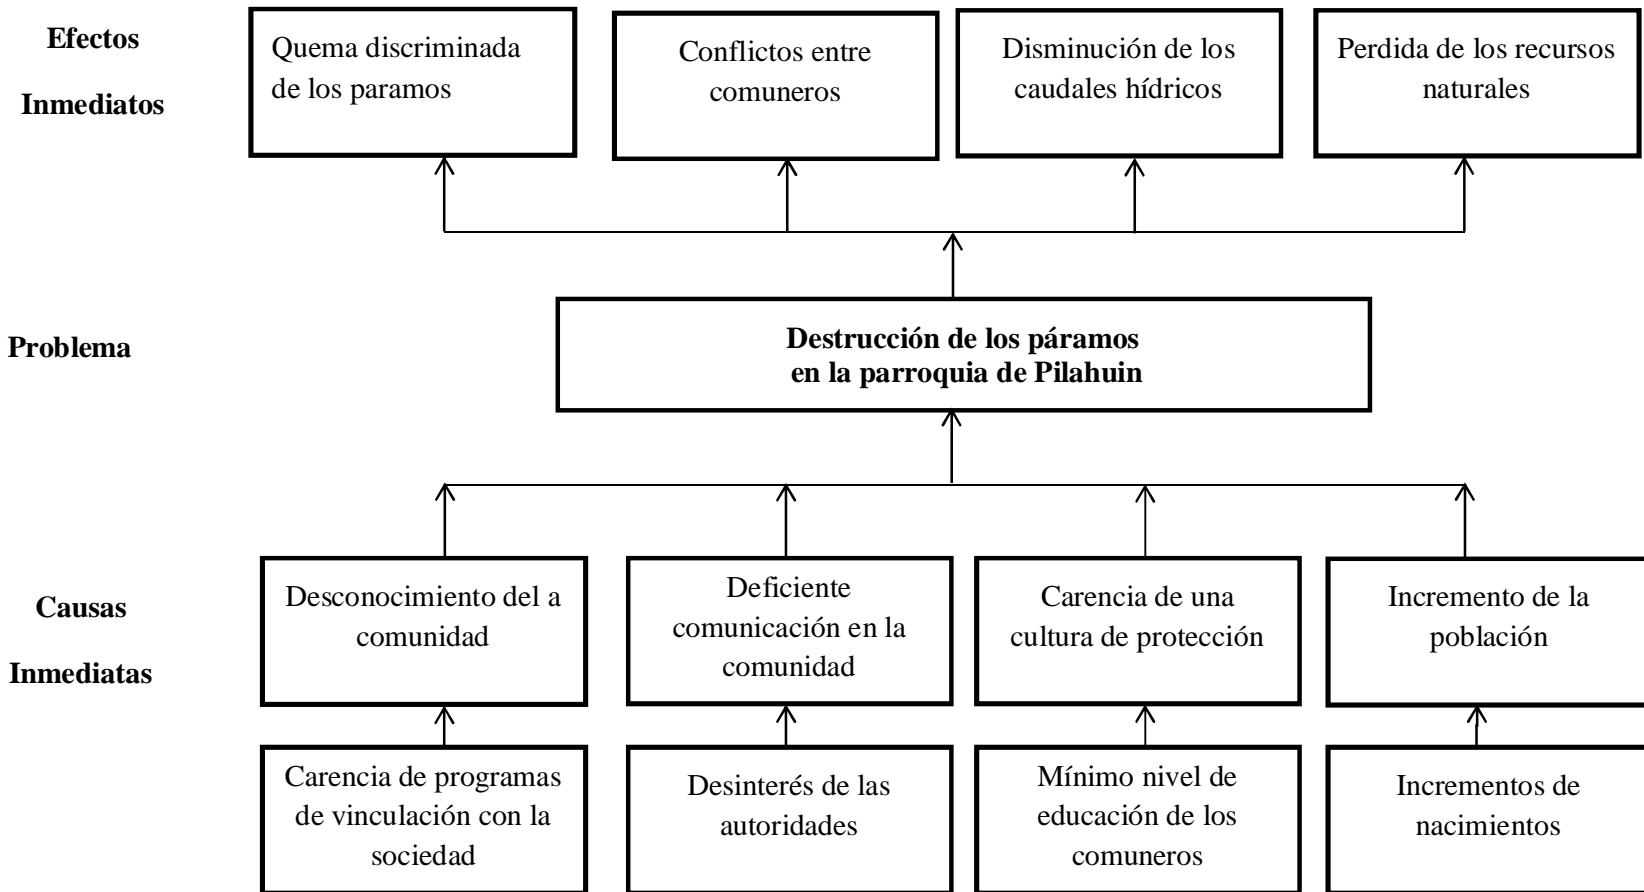 Efectos
Inmediatos
Quema discriminada
de los paramos
Conflictos entre
comuneros
Disminución de los
caudales hídricos
Perdida de los recursos
naturales
Problema
Destrucción de los páramos
en la parroquia de Pilahuin
Causas
Inmediatas
Desconocimiento del a
comunidad
Deficiente
comunicación en la
comunidad
Carencia de una
cultura de protección
Incremento de la
población
Carencia de programas
de vinculación con la
sociedad
Desinterés de las
autoridades
Mínimo nivel de
educación de los
comuneros
Incrementos de
nacimientos